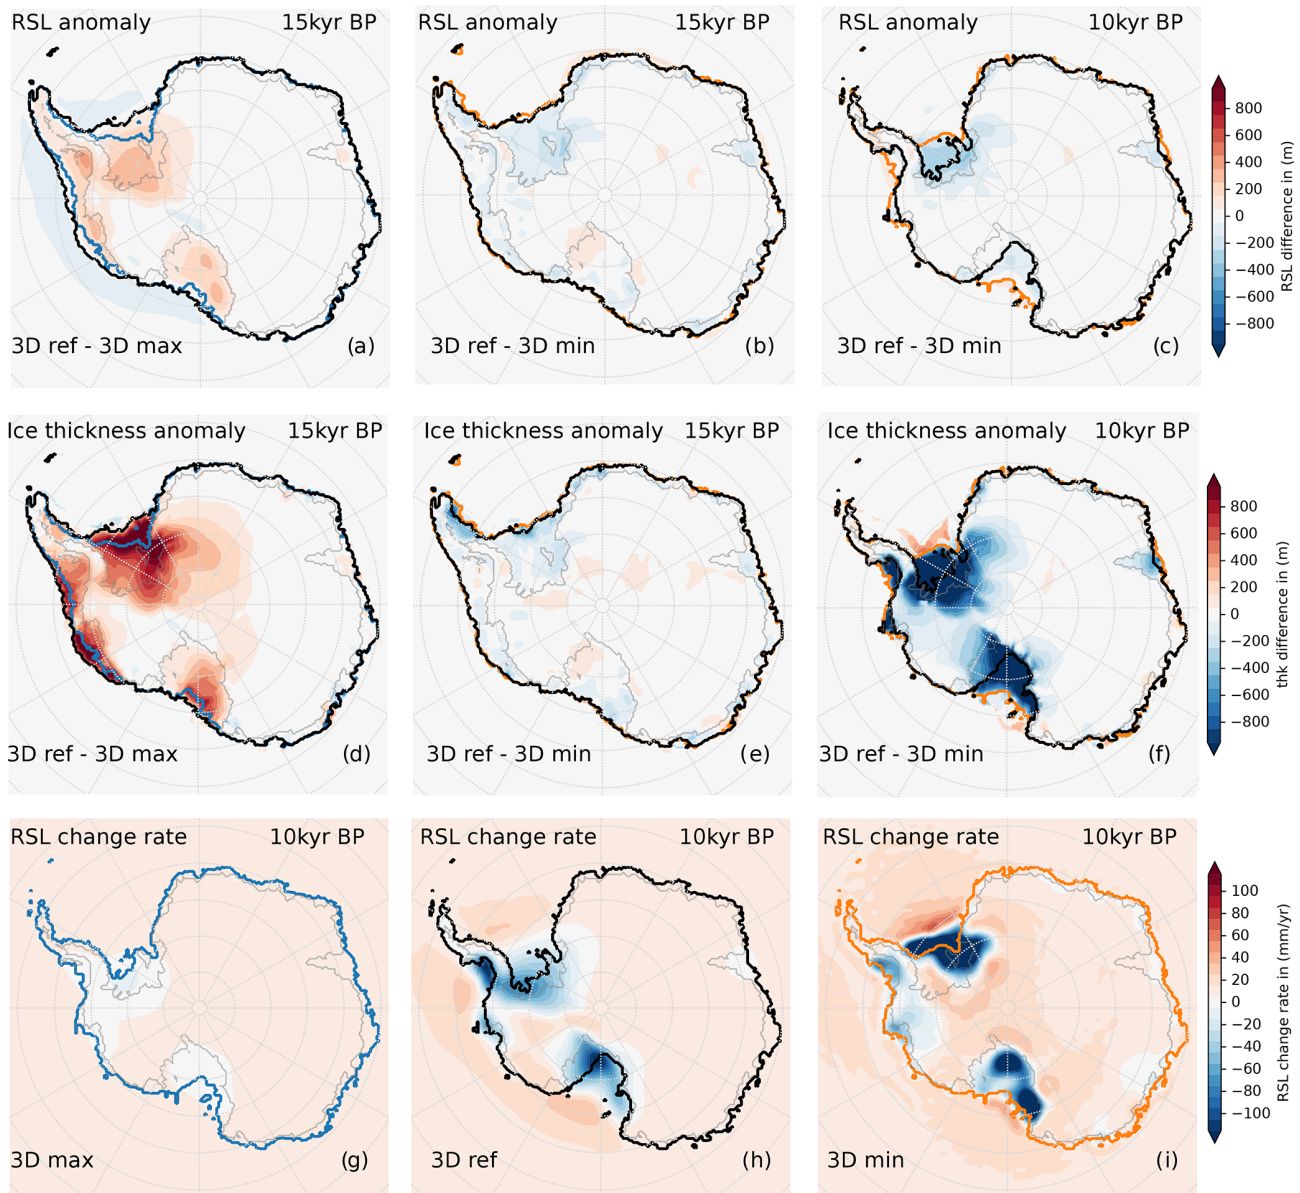 RSL anomaly 15kyr BP
3D ref - 3D max (a)
RSL anomaly 15kyr BP
3D ref - 3D min (b)
RSL anomaly 10kyr BP
3D ref - 3D min (c)
800
600
400
200
0
−200
−400
−600
−800
RSL difference in (m)
Ice thickness anomaly 15kyr BP
3D ref - 3D max (d)
Ice thickness anomaly 15kyr BP
3D ref - 3D min (e)
Ice thickness anomaly 10kyr BP
3D ref - 3D min (f)
800
600
400
200
0
−200
−400
−600
−800
thk difference in (m)
RSL change rate 10kyr BP
3D max (g)
RSL change rate 10kyr BP
3D ref (h)
RSL change rate 10kyr BP
3D min (i)
100
80
60
40
20
0
−20
−40
−60
−80
−100
RSL change rate in (mm/yr)